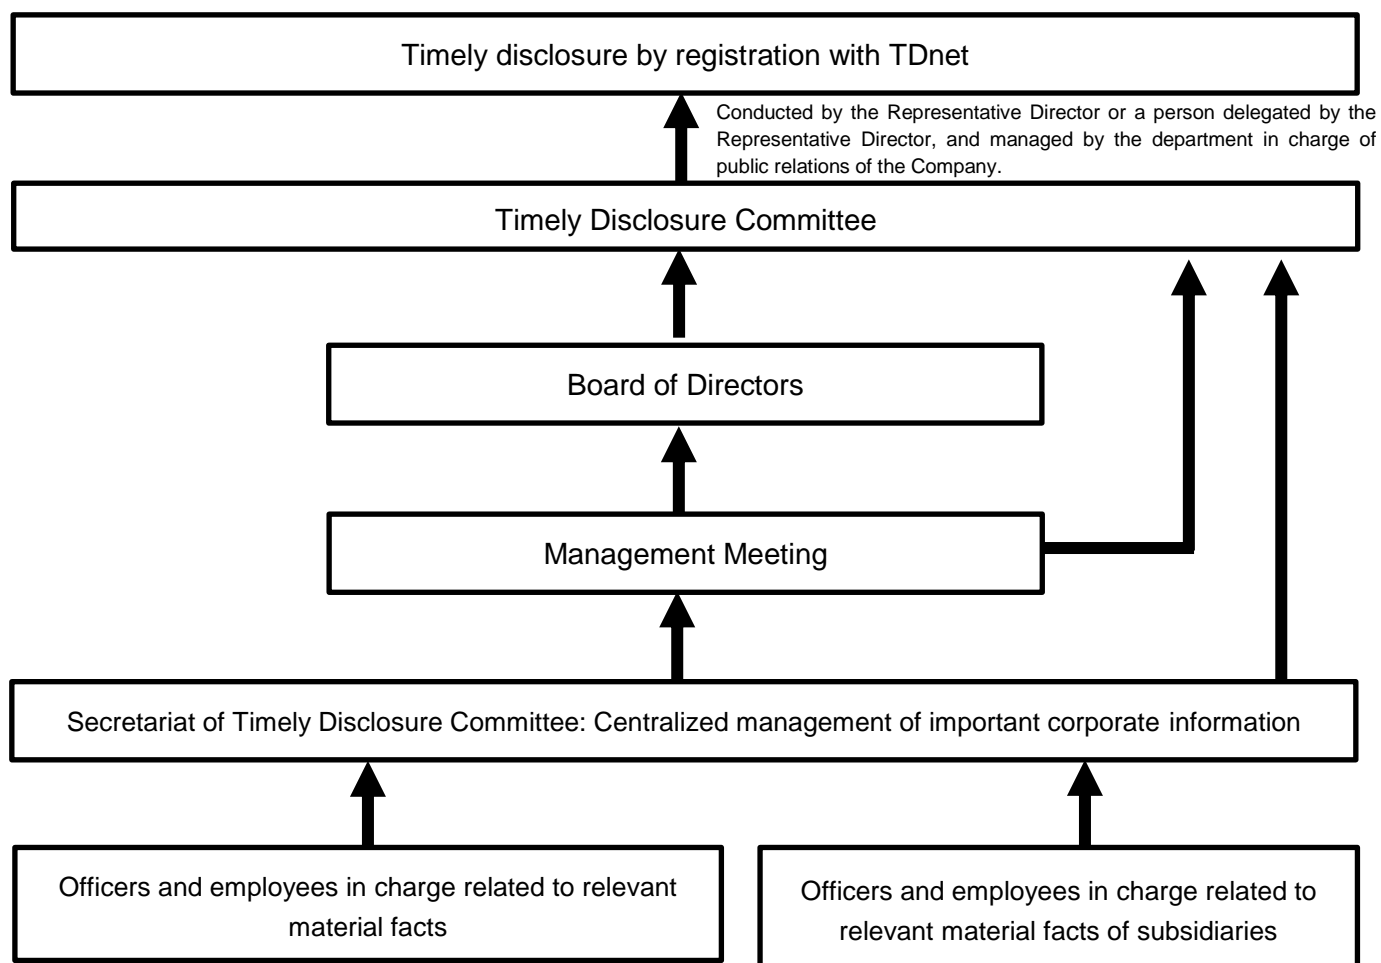 Timely disclosure by registration with TDnet
Conducted by the Representative Director or a person delegated by the
Representative Director, and managed by the department in charge of
public relations of the Company.
Timely Disclosure Committee
Board of Directors
Management Meeting
Secretariat of Timely Disclosure Committee: Centralized management of important corporate information
Officers and employees in charge related to relevant
material facts
Officers and employees in charge related to
relevant material facts of subsidiaries